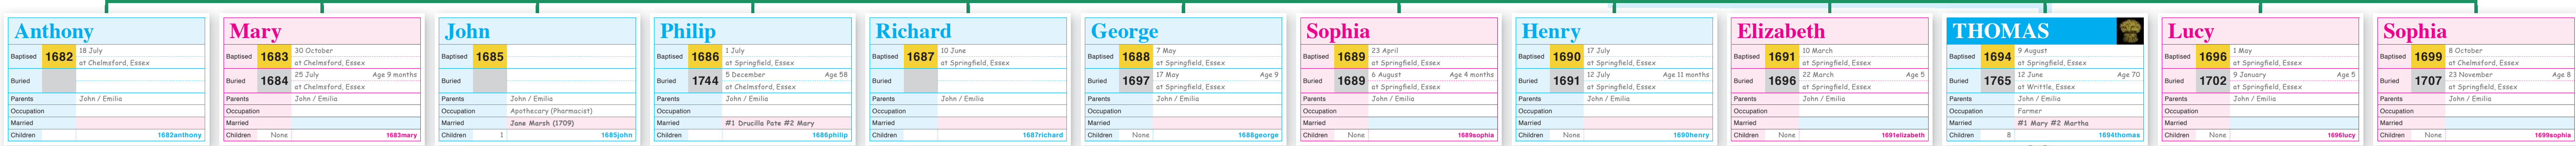 Anthony
Baptised 1682 18 July
at Chelmsford, Essex
Buried
Parents John / Emilia
Occupation
Married
Children 1682anthony
Mary
Baptised 1683 30 October
at Chelmsford, Essex
Buried 1684 25 July Age 9 months
at Chelmsford, Essex
Parents John / Emilia
Occupation
Married
Children None 1683mary
John
Baptised 1685
Buried
Parents John / Emilia
Occupation Apothecary (Pharmacist)
Married Jane Marsh (1709)
Children 1 1685john
Philip
Baptised 1686 1 July
at Springfield, Essex
Buried 1744 5 December Age 58
at Chelmsford, Essex
Parents John / Emilia
Occupation
Married #1 Drucilla Pate #2 Mary
Children 1686philip
Richard
Baptised 1687 10 June
at Springfield, Essex
Buried
Parents John / Emilia
Occupation
Married
Children 1687richard
George
Baptised 1688 7 May
at Springfield, Essex
Buried 1697 17 May Age 9
at Springfield, Essex
Parents John / Emilia
Occupation
Married
Children None 1688george
Sophia
Baptised 1689 23 April
at Springfield, Essex
Buried 1689 6 August Age 4 months
at Springfield, Essex
Parents John / Emilia
Occupation
Married
Children None 1689sophia
Henry
Baptised 1690 17 July
at Springfield, Essex
Buried 1691 12 July Age 11 months
at Springfield, Essex
Parents John / Emilia
Occupation
Married
Children None 1690henry
Elizabeth
Baptised 1691 10 March
at Springfield, Essex
Buried 1696 22 March Age 5
at Springfield, Essex
Parents John / Emilia
Occupation
Married
Children None 1691elizabeth
THOMAS
Baptised 1694 9 August
at Springfield, Essex
Buried 1765 12 June Age 70
at Writtle, Essex
Parents John / Emilia
Occupation Farmer
Married #1 Mary #2 Martha
Children 8 1694thomas
Lucy
Baptised 1696 1 May
at Springfield, Essex
Buried 1702 9 January Age 5
at Springfield, Essex
Parents John / Emilia
Occupation
Married
Children None 1696lucy
Sophia
Baptised 1699 8 October
at Chelmsford, Essex
Buried 1707 23 November Age 8
at Springfield, Essex
Parents John / Emilia
Occupation
Married
Children None 1699sophia